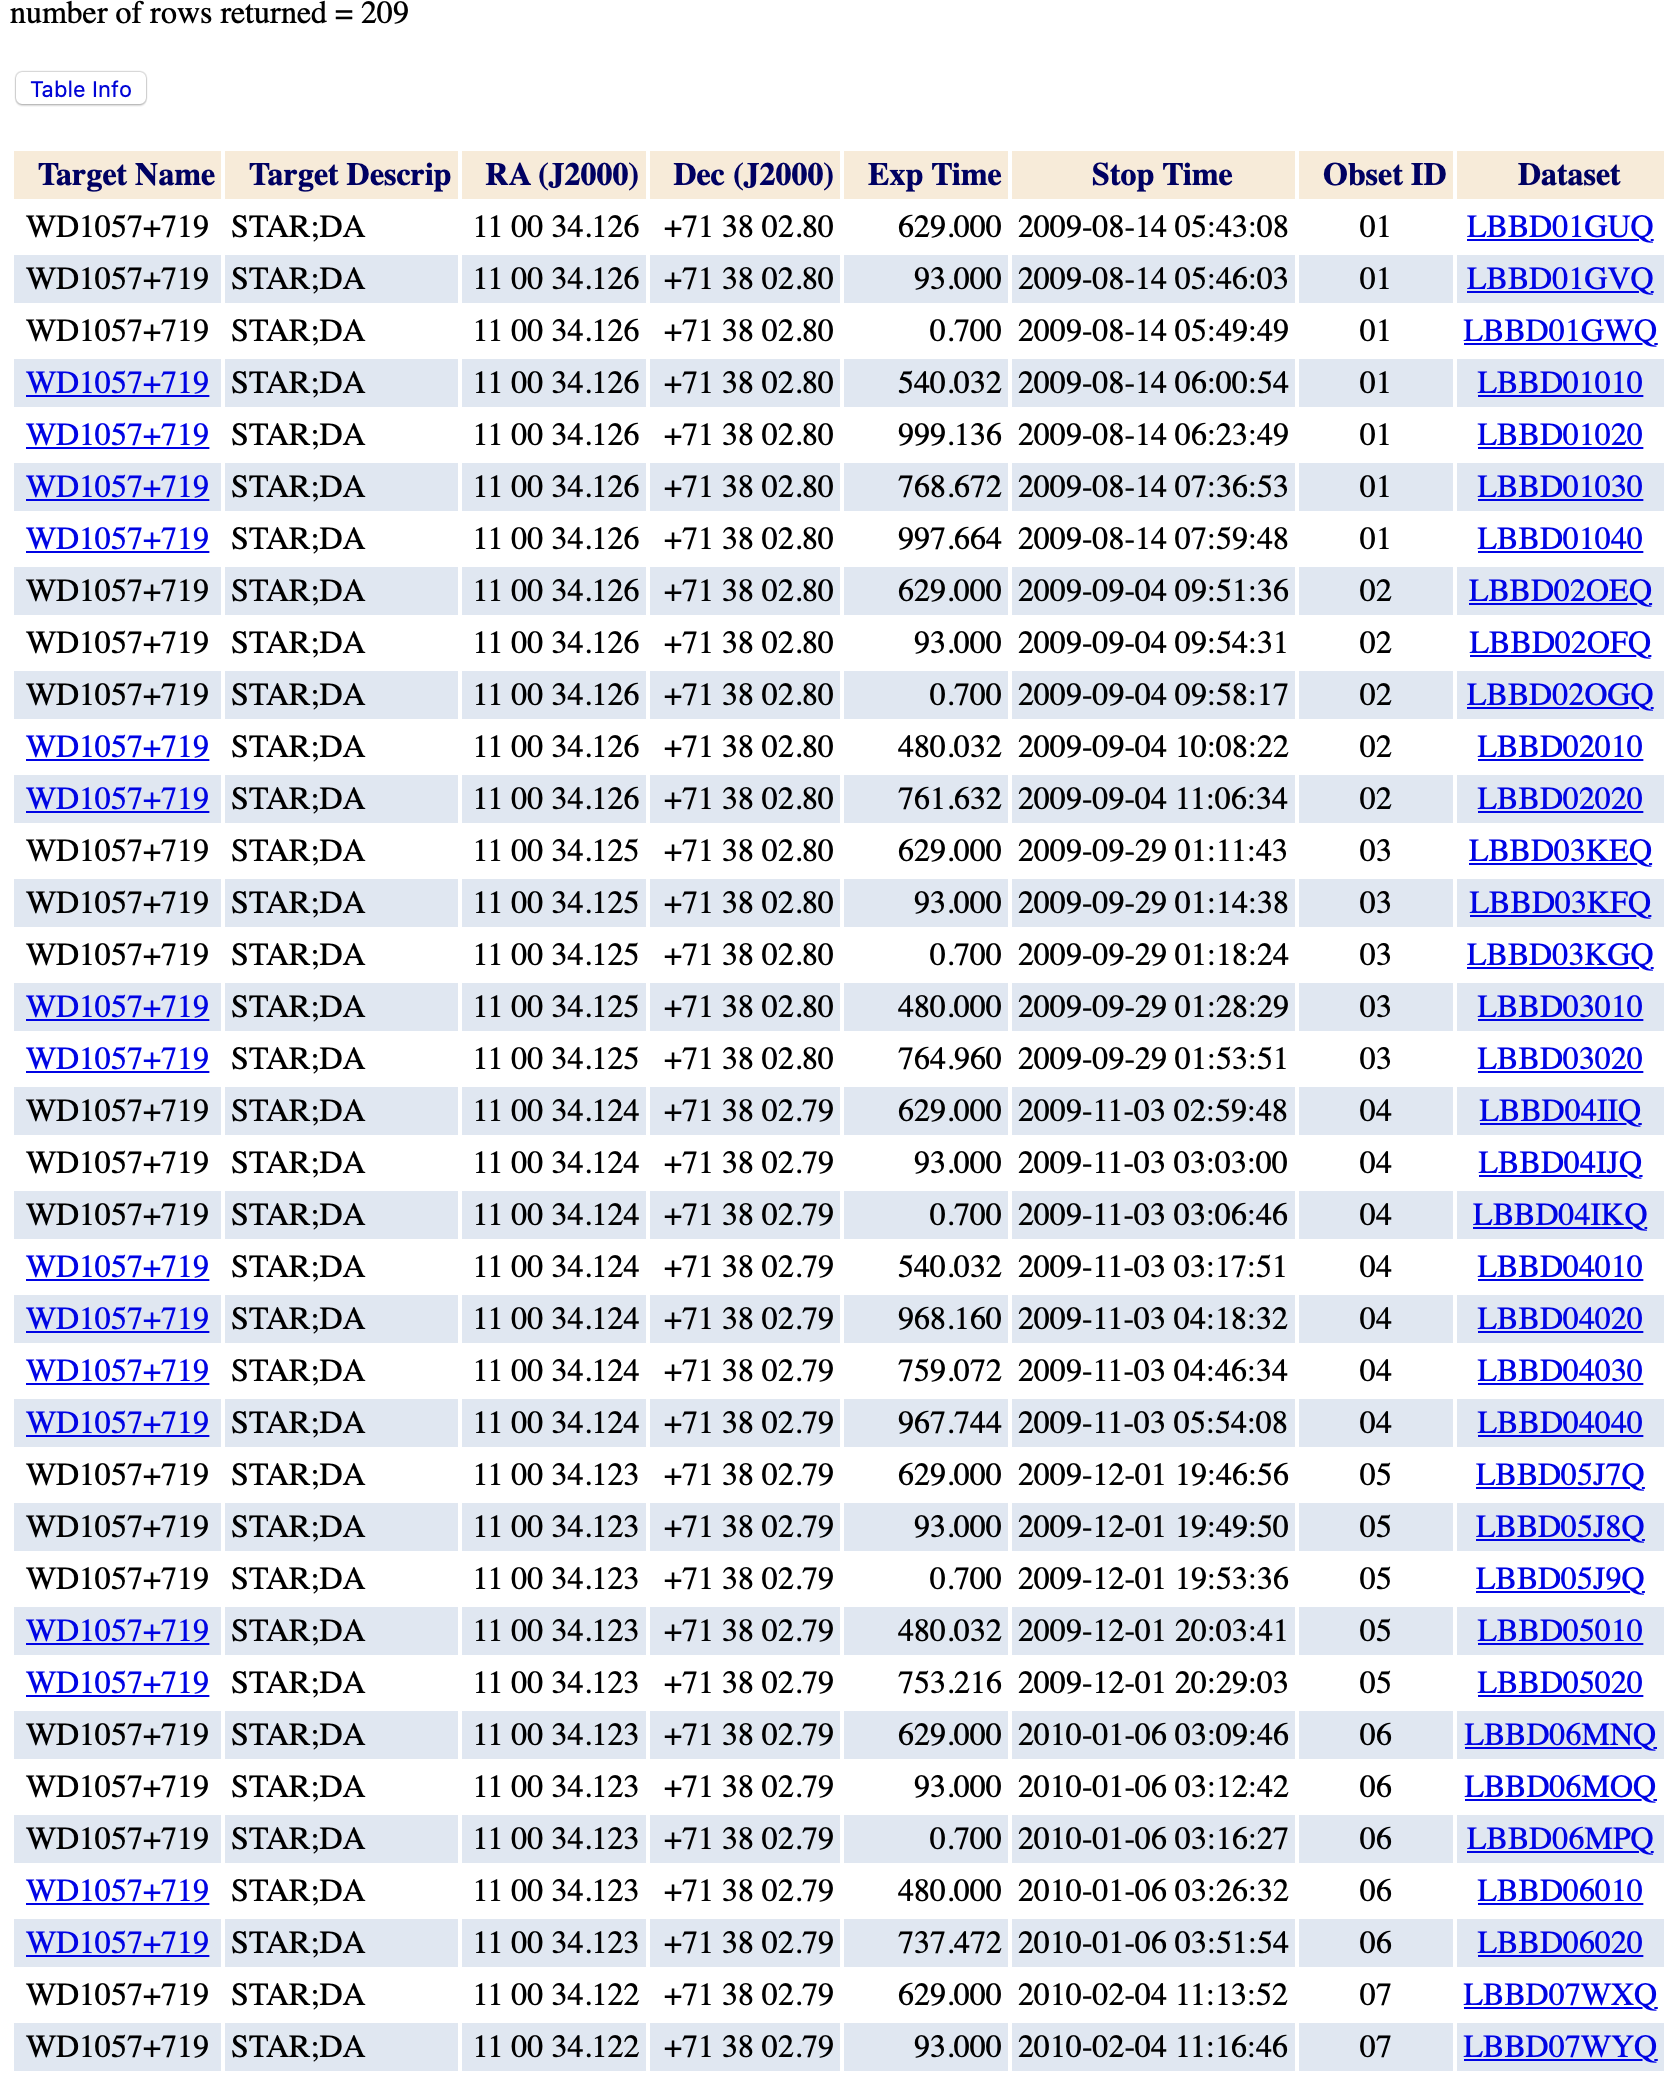 number of rows returned = 209
Table Info
Target Name Target Descrip RA (J2000) Dec (J2000) Exp Time Stop Time Obset ID Dataset
WD1057+719 STAR;DA 11 00 34.126 +71 38 02.80 629.000 2009-08-14 05:43:08 01 LBBD01GUQ
WD1057+719 STAR;DA 11 00 34.126 +71 38 02.80 93.000 2009-08-14 05:46:03 01 LBBD01GVQ
WD1057+719 STAR;DA 11 00 34.126 +71 38 02.80 0.700 2009-08-14 05:49:49 01 LBBD01GWQ
WD1057+719 STAR;DA 11 00 34.126 +71 38 02.80 540.032 2009-08-14 06:00:54 01 LBBD01010
WD1057+719 STAR;DA 11 00 34.126 +71 38 02.80 999.136 2009-08-14 06:23:49 01 LBBD01020
WD1057+719 STAR;DA 11 00 34.126 +71 38 02.80 768.672 2009-08-14 07:36:53 01 LBBD01030
WD1057+719 STAR;DA 11 00 34.126 +71 38 02.80 997.664 2009-08-14 07:59:48 01 LBBD01040
WD1057+719 STAR;DA 11 00 34.126 +71 38 02.80 629.000 2009-09-04 09:51:36 02 LBBD02OEQ
WD1057+719 STAR;DA 11 00 34.126 +71 38 02.80 93.000 2009-09-04 09:54:31 02 LBBD02OFQ
WD1057+719 STAR;DA 11 00 34.126 +71 38 02.80 0.700 2009-09-04 09:58:17 02 LBBD02OGQ
WD1057+719 STAR;DA 11 00 34.126 +71 38 02.80 480.032 2009-09-04 10:08:22 02 LBBD02010
WD1057+719 STAR;DA 11 00 34.126 +71 38 02.80 761.632 2009-09-04 11:06:34 02 LBBD02020
WD1057+719 STAR;DA 11 00 34.125 +71 38 02.80 629.000 2009-09-29 01:11:43 03 LBBD03KEQ
WD1057+719 STAR;DA 11 00 34.125 +71 38 02.80 93.000 2009-09-29 01:14:38 03 LBBD03KFQ
WD1057+719 STAR;DA 11 00 34.125 +71 38 02.80 0.700 2009-09-29 01:18:24 03 LBBD03KGQ
WD1057+719 STAR;DA 11 00 34.125 +71 38 02.80 480.000 2009-09-29 01:28:29 03 LBBD03010
WD1057+719 STAR;DA 11 00 34.125 +71 38 02.80 764.960 2009-09-29 01:53:51 03 LBBD03020
WD1057+719 STAR;DA 11 00 34.124 +71 38 02.79 629.000 2009-11-03 02:59:48 04 LBBD04IIQ
WD1057+719 STAR;DA 11 00 34.124 +71 38 02.79 93.000 2009-11-03 03:03:00 04 LBBD04IJQ
WD1057+719 STAR;DA 11 00 34.124 +71 38 02.79 0.700 2009-11-03 03:06:46 04 LBBD04IKQ
WD1057+719 STAR;DA 11 00 34.124 +71 38 02.79 540.032 2009-11-03 03:17:51 04 LBBD04010
WD1057+719 STAR;DA 11 00 34.124 +71 38 02.79 968.160 2009-11-03 04:18:32 04 LBBD04020
WD1057+719 STAR;DA 11 00 34.124 +71 38 02.79 759.072 2009-11-03 04:46:34 04 LBBD04030
WD1057+719 STAR;DA 11 00 34.124 +71 38 02.79 967.744 2009-11-03 05:54:08 04 LBBD04040
WD1057+719 STAR;DA 11 00 34.123 +71 38 02.79 629.000 2009-12-01 19:46:56 05 LBBD05J7Q
WD1057+719 STAR;DA 11 00 34.123 +71 38 02.79 93.000 2009-12-01 19:49:50 05 LBBD05J8Q
WD1057+719 STAR;DA 11 00 34.123 +71 38 02.79 0.700 2009-12-01 19:53:36 05 LBBD05J9Q
WD1057+719 STAR;DA 11 00 34.123 +71 38 02.79 480.032 2009-12-01 20:03:41 05 LBBD05010
WD1057+719 STAR;DA 11 00 34.123 +71 38 02.79 753.216 2009-12-01 20:29:03 05 LBBD05020
WD1057+719 STAR;DA 11 00 34.123 +71 38 02.79 629.000 2010-01-06 03:09:46 06 LBBD06MNQ
WD1057+719 STAR;DA 11 00 34.123 +71 38 02.79 93.000 2010-01-06 03:12:42 06 LBBD06MOQ
WD1057+719 STAR;DA 11 00 34.123 +71 38 02.79 0.700 2010-01-06 03:16:27 06 LBBD06MPQ
WD1057+719 STAR;DA 11 00 34.123 +71 38 02.79 480.000 2010-01-06 03:26:32 06 LBBD06010
WD1057+719 STAR;DA 11 00 34.123 +71 38 02.79 737.472 2010-01-06 03:51:54 06 LBBD06020
WD1057+719 STAR;DA 11 00 34.122 +71 38 02.79 629.000 2010-02-04 11:13:52 07 LBBD07WXQ
WD1057+719 STAR;DA 11 00 34.122 +71 38 02.79 93.000 2010-02-04 11:16:46 07 LBBD07WYQ